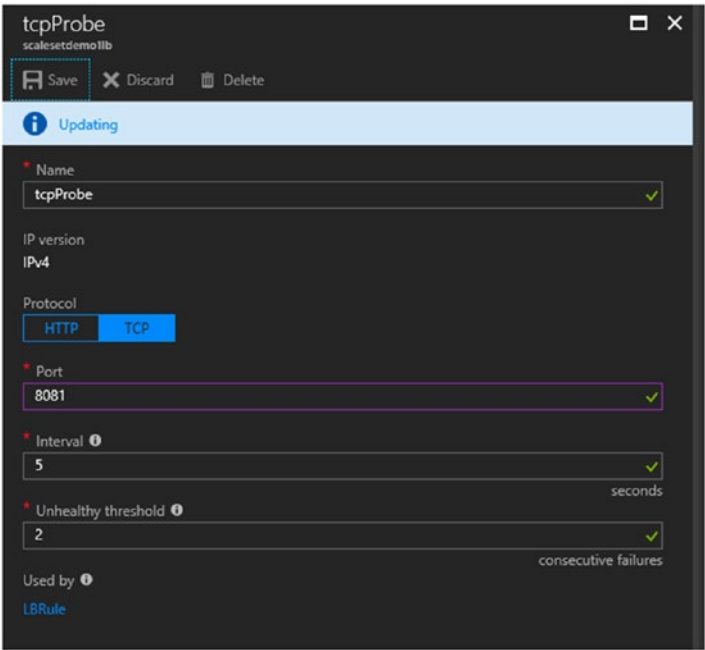 tcpProbe
scalesetdemo1lb
Save Discard Delete
Updating
* Name
tcpProbe
IP version
IPv4
Protocol
HTTP TCP
* Port
8081
* Interval
5
seconds
* Unhealthy threshold
2
consecutive failures
Used by
LBRule